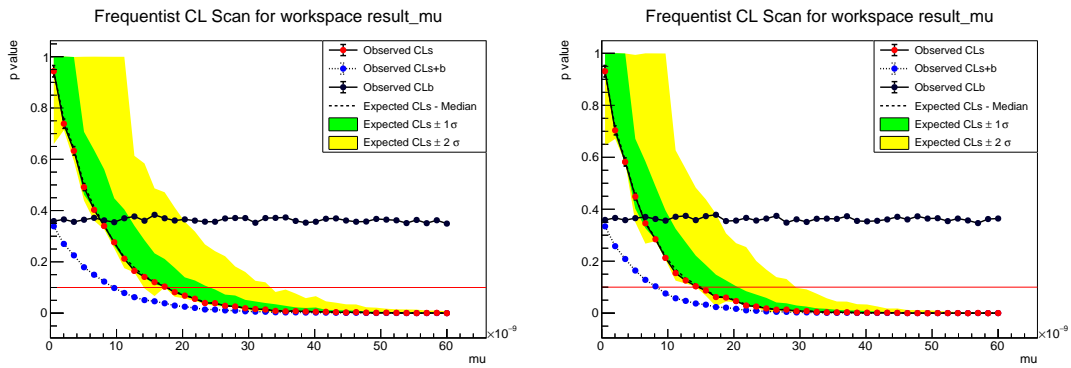 Frequentist CL Scan for workspace result_mu
p value
1
0.8
0.6
0.4
0.2
0
Observed CLs
Observed CLs+b
Observed CLb
Expected CLs - Median
Expected CLs ± 1σ
Expected CLs ± 2 σ
0 10 20 30 40 50 60
×10⁻⁹
mu
Frequentist CL Scan for workspace result_mu
p value
1
0.8
0.6
0.4
0.2
0
Observed CLs
Observed CLs+b
Observed CLb
Expected CLs - Median
Expected CLs ± 1σ
Expected CLs ± 2 σ
0 10 20 30 40 50 60
×10⁻⁹
mu